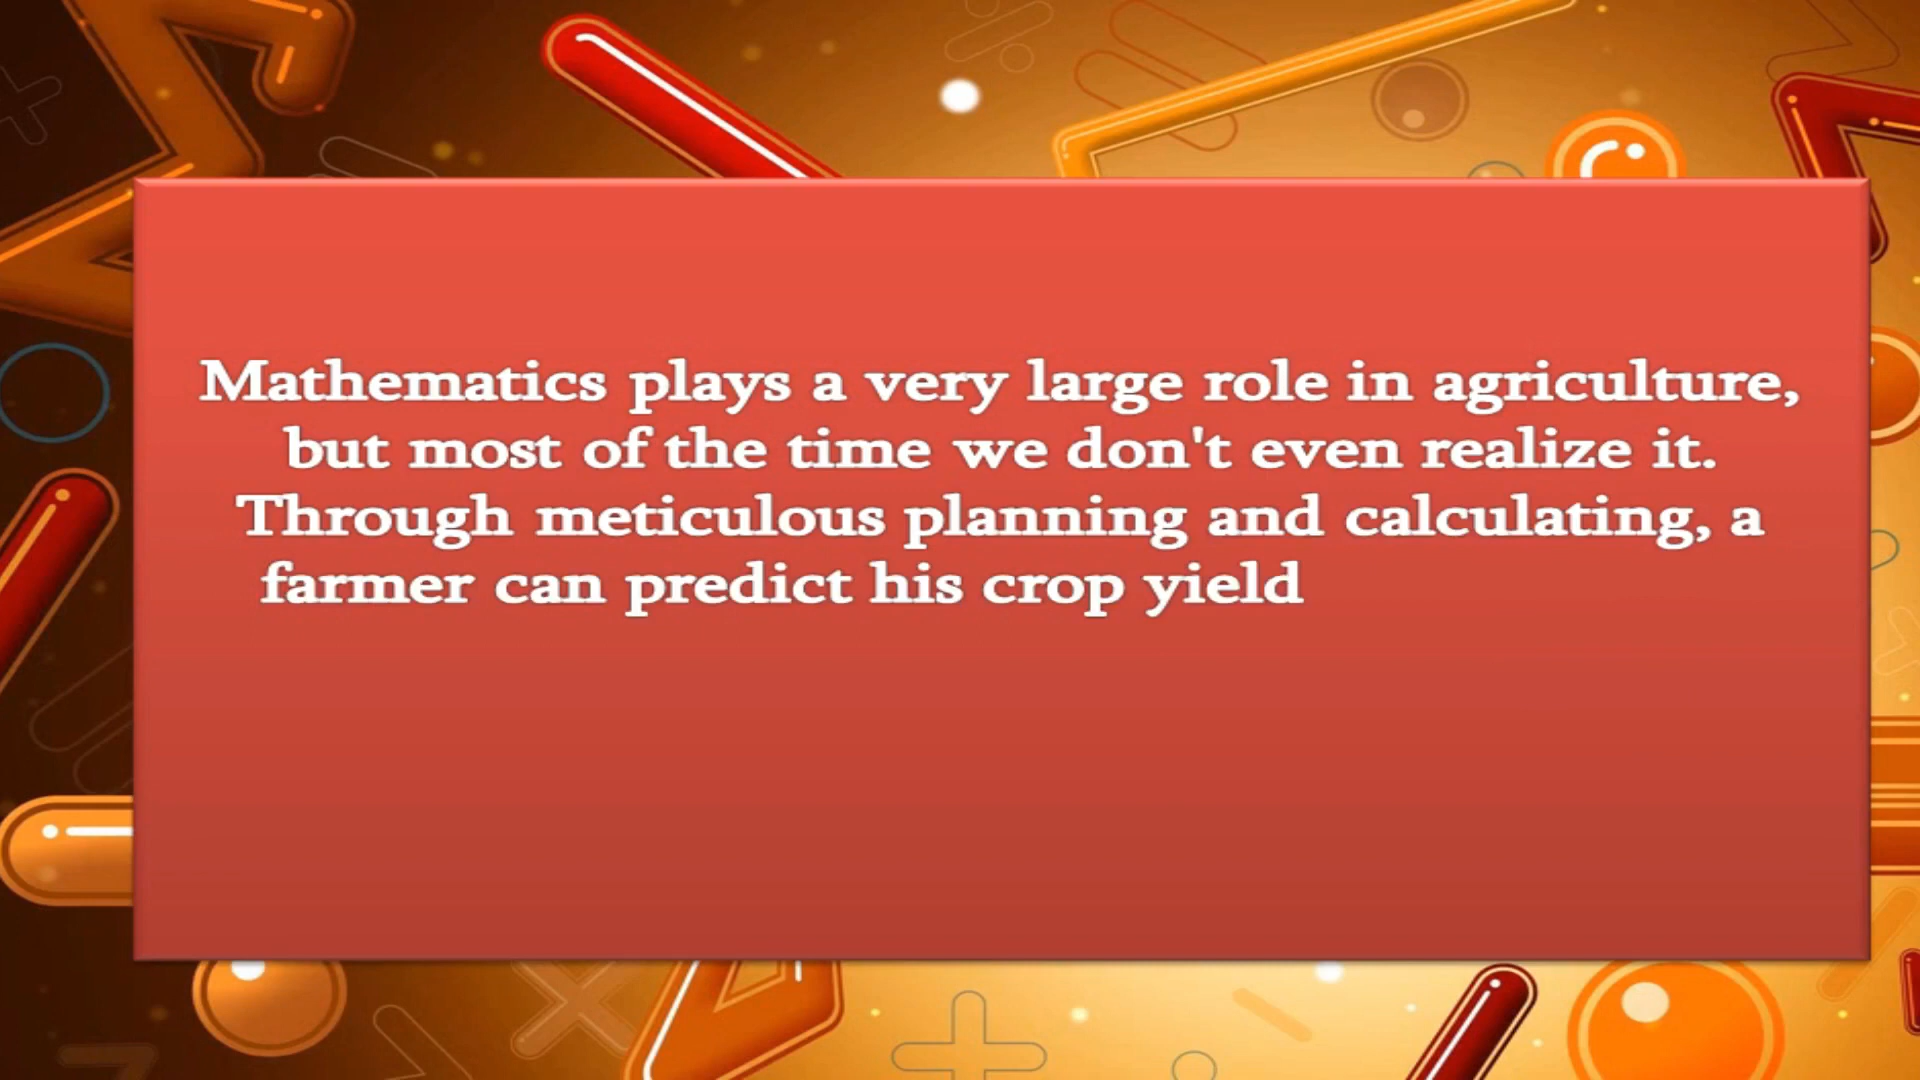 Mathematics plays a very large role in agriculture,
but most of the time we don't even realize it.
Through meticulous planning and calculating, a
farmer can predict his crop yield